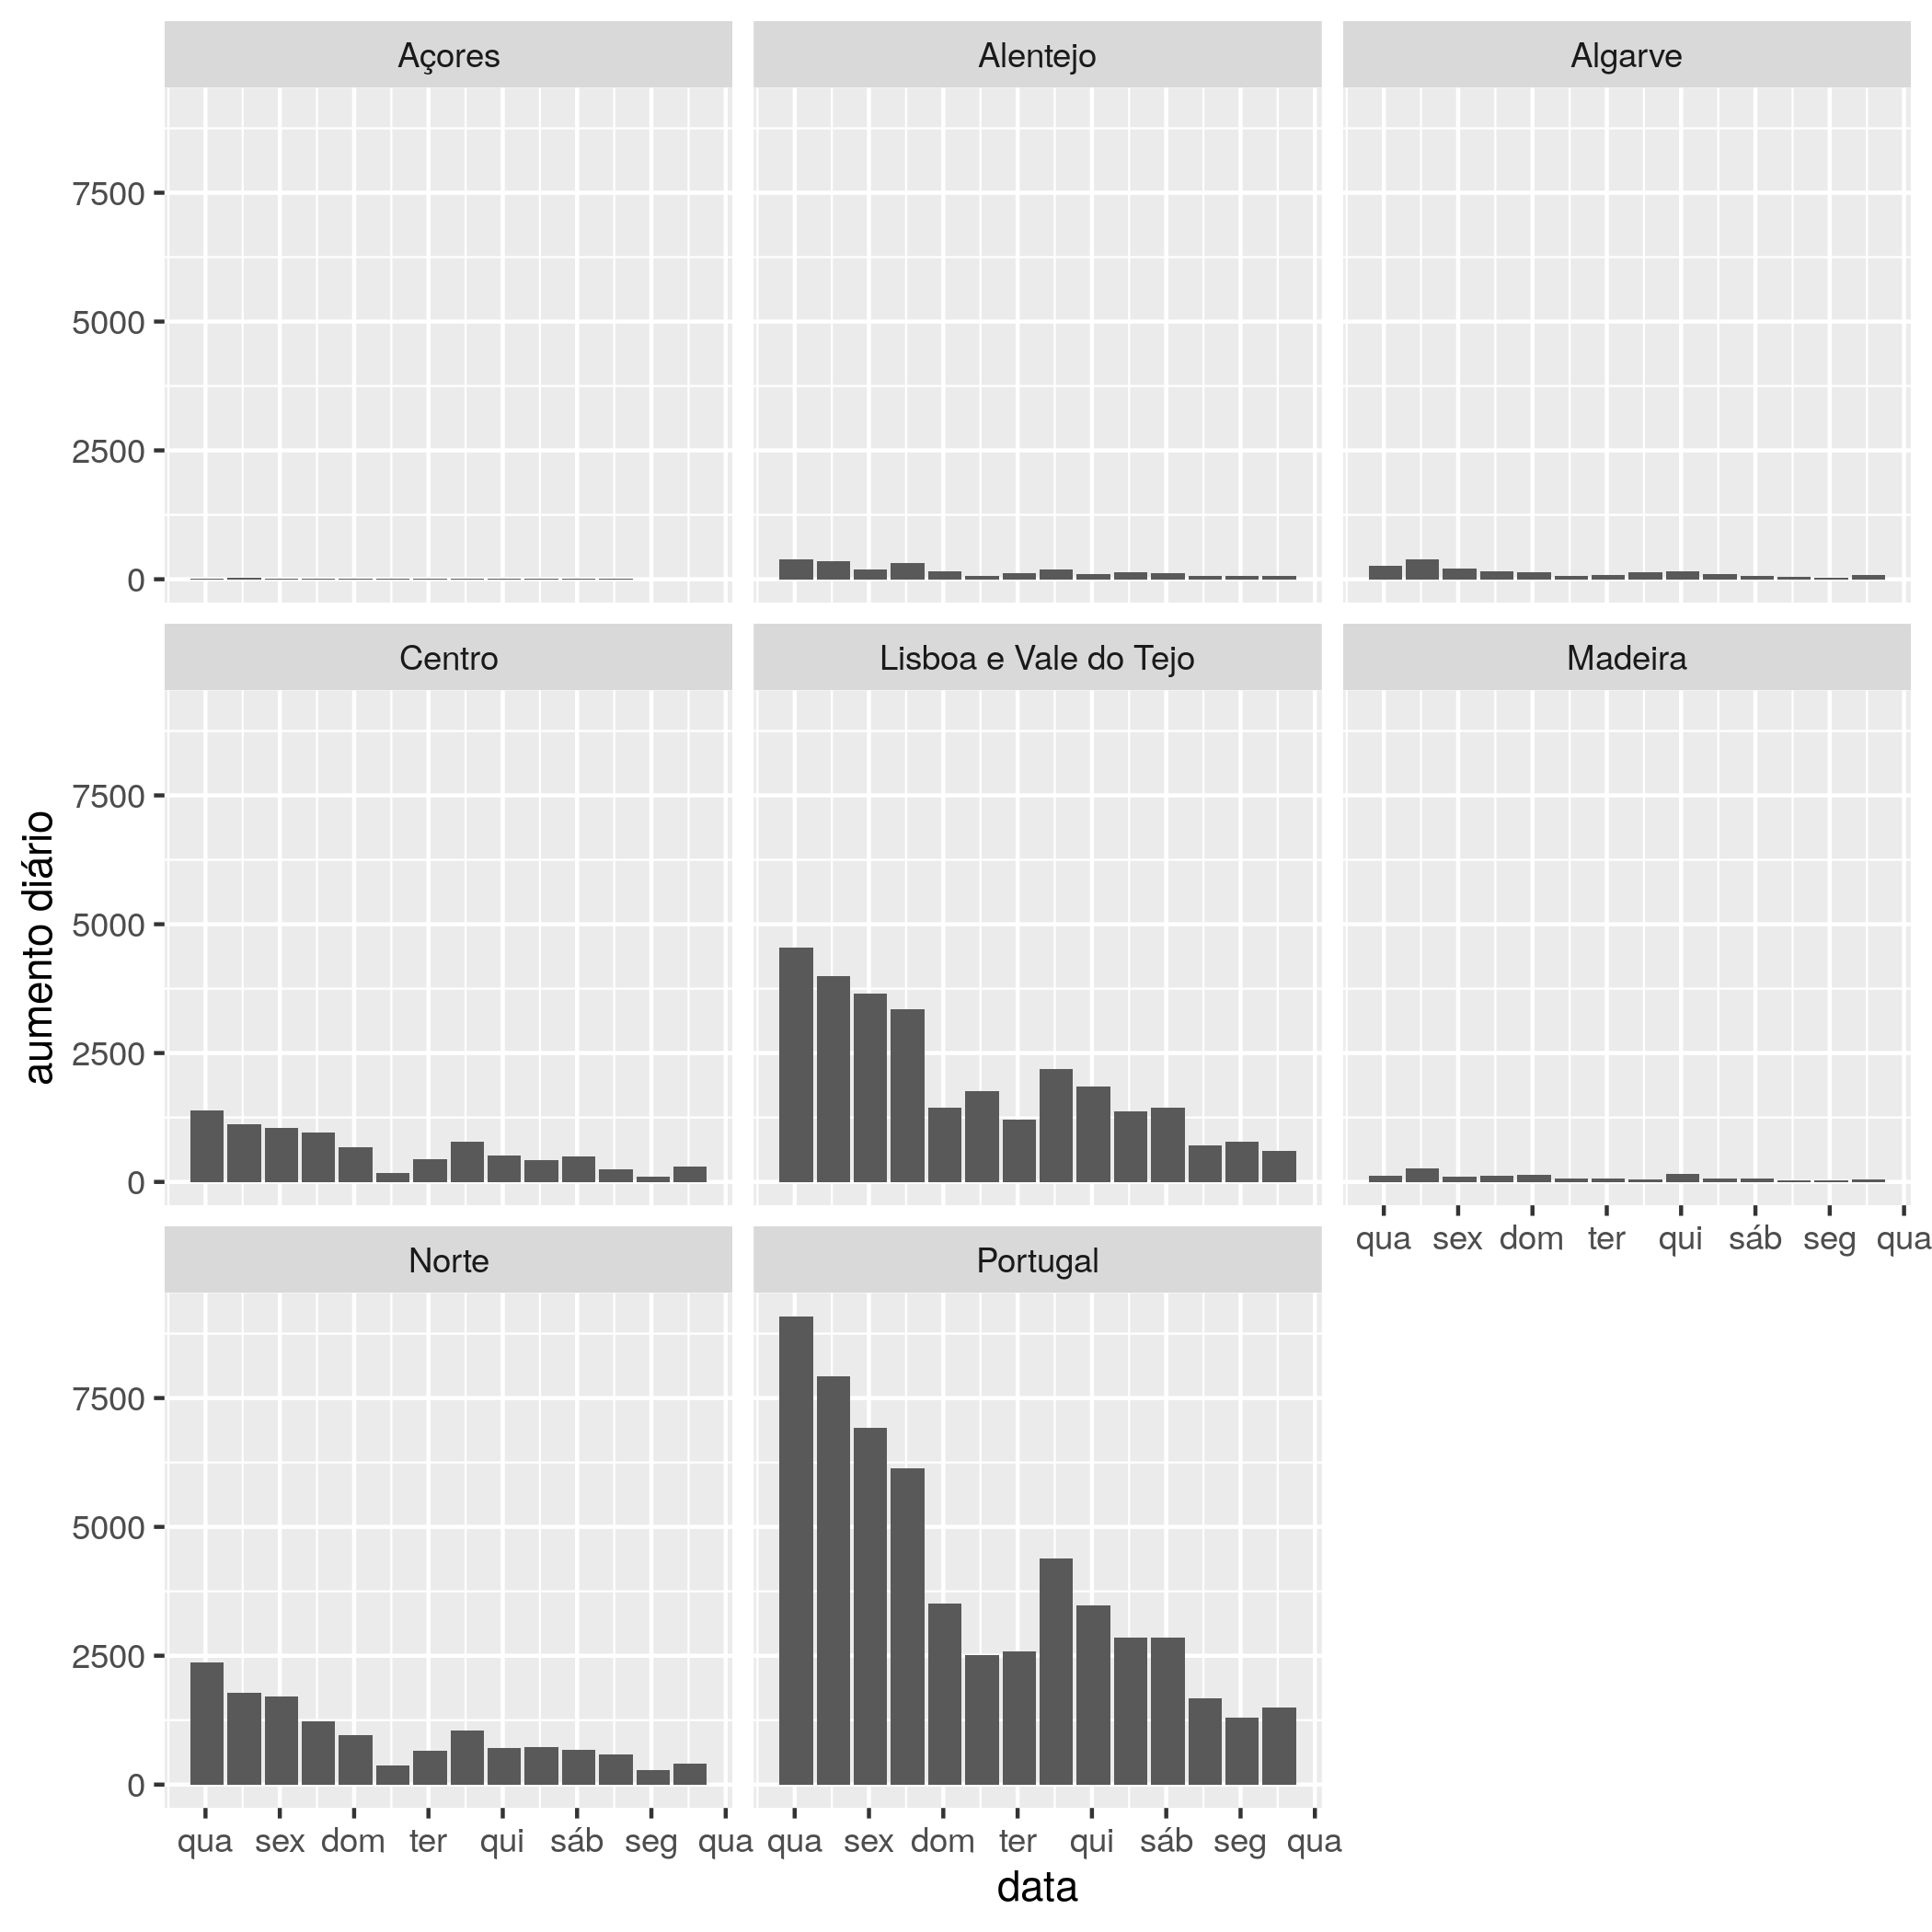 Açores Alentejo Algarve
7500
5000
2500
0
Centro Lisboa e Vale do Tejo Madeira
7500
5000
2500
0
qua sex dom ter qui sáb seg qua
Norte Portugal
7500
5000
2500
0
qua sex dom ter qui sáb seg qua qua sex dom ter qui sáb seg qua
data
aumento diário